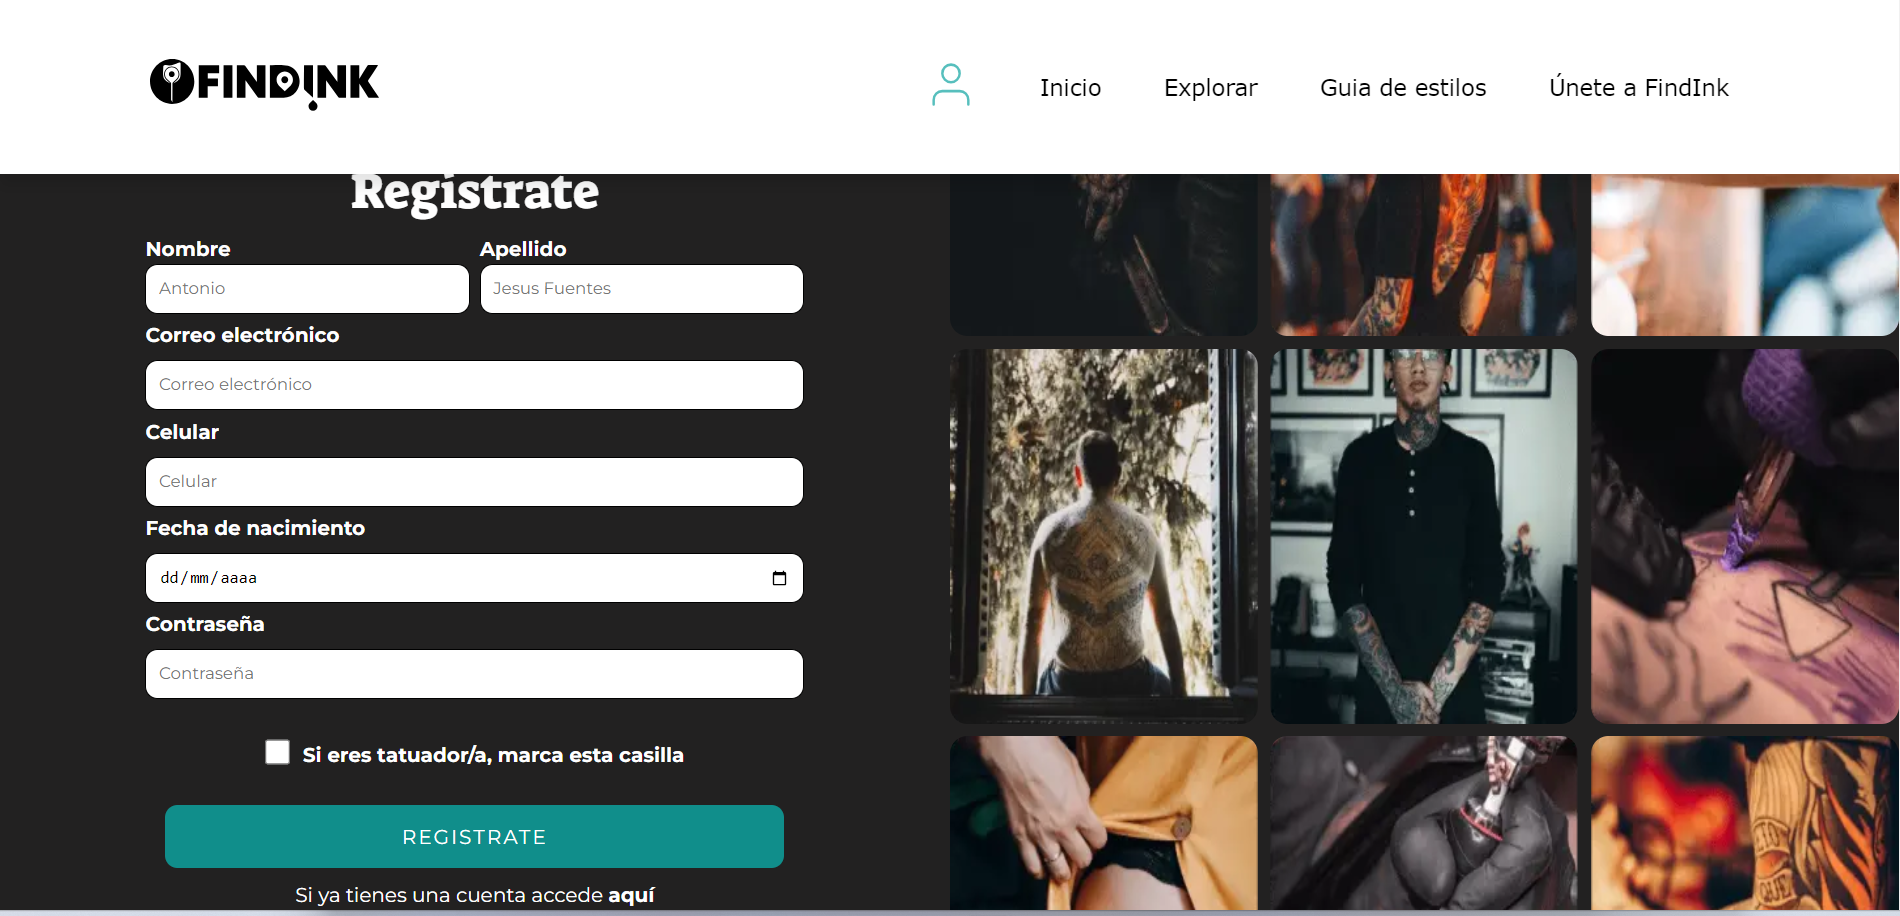 FINDINK
Inicio
Explorar
Guia de estilos
Únete a FindInk
Regístrate
Nombre
Apellido
Antonio
Jesus Fuentes
Correo electrónico
Correo electrónico
Celular
Celular
Fecha de nacimiento
dd/mm/aaaa
Contraseña
Contraseña
Si eres tatuador/a, marca esta casilla
REGISTRATE
Si ya tienes una cuenta accede aquí